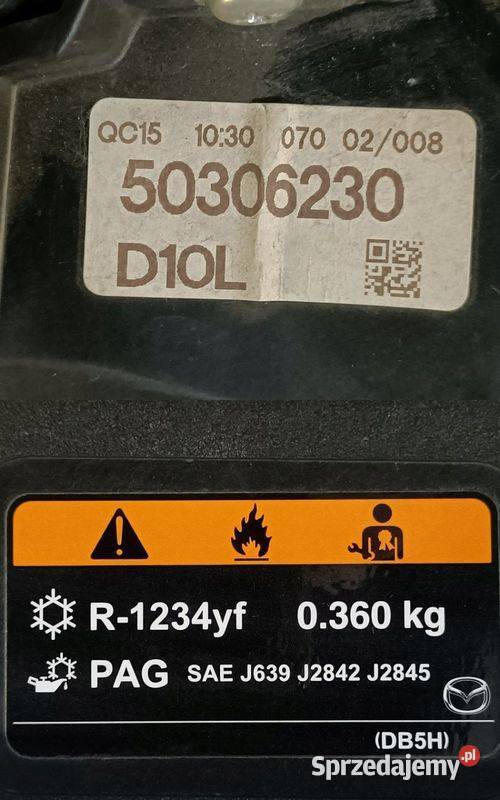 QC15 10:30 070 02/008
50306230
D10L
R-1234yf 0.360 kg
PAG SAE J639 J2842 J2845
(DB5H)
Sprzedajemy.pl